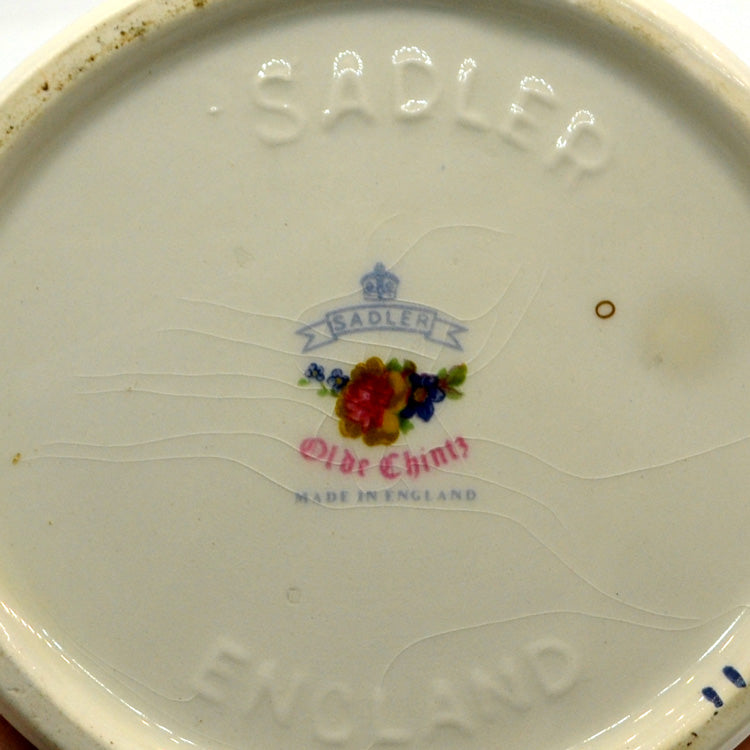 SADLER
SADLER
Olde Chintz
MADE IN ENGLAND
ENGLAND